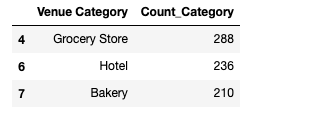 Venue Category Count_Category
4 Grocery Store 288
6 Hotel 236
7 Bakery 210